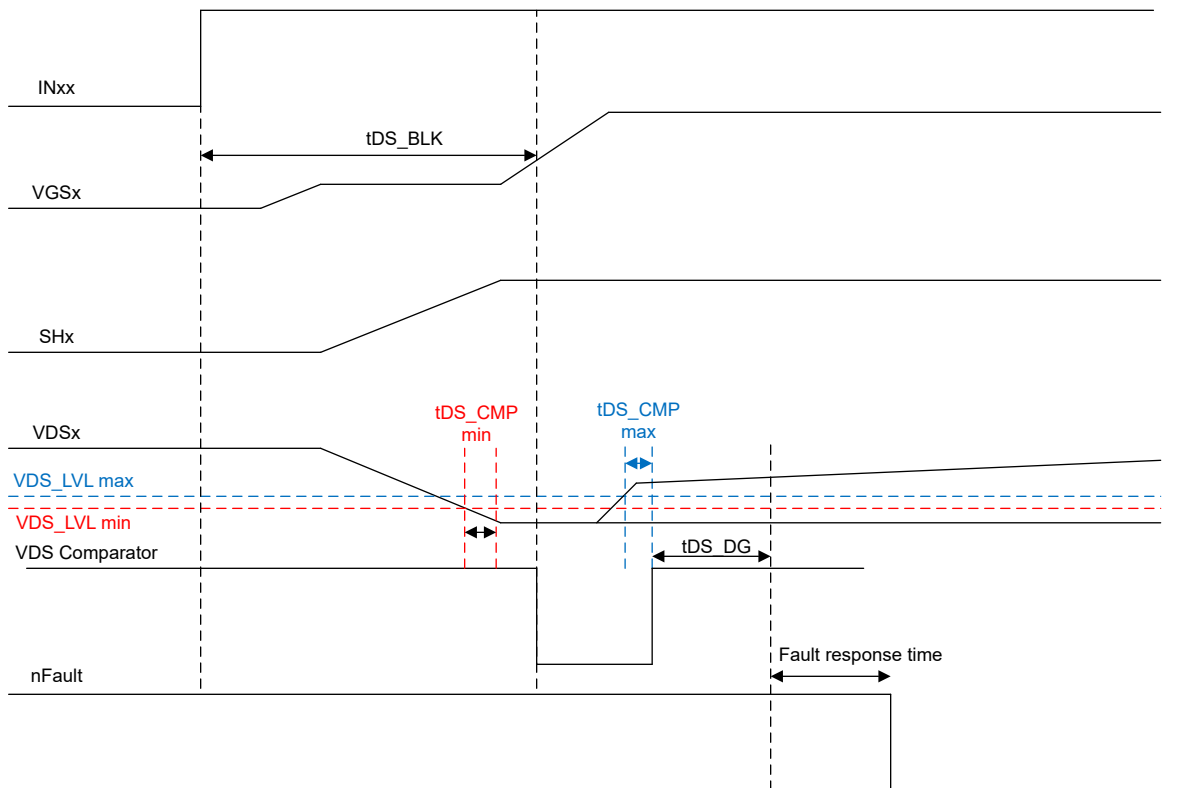 INxx
tDS_BLK
VGSx
SHx
tDS_CMP
min
tDS_CMP
max
VDSx
VDS_LVL max
VDS_LVL min
VDS Comparator
tDS_DG
Fault response time
nFault